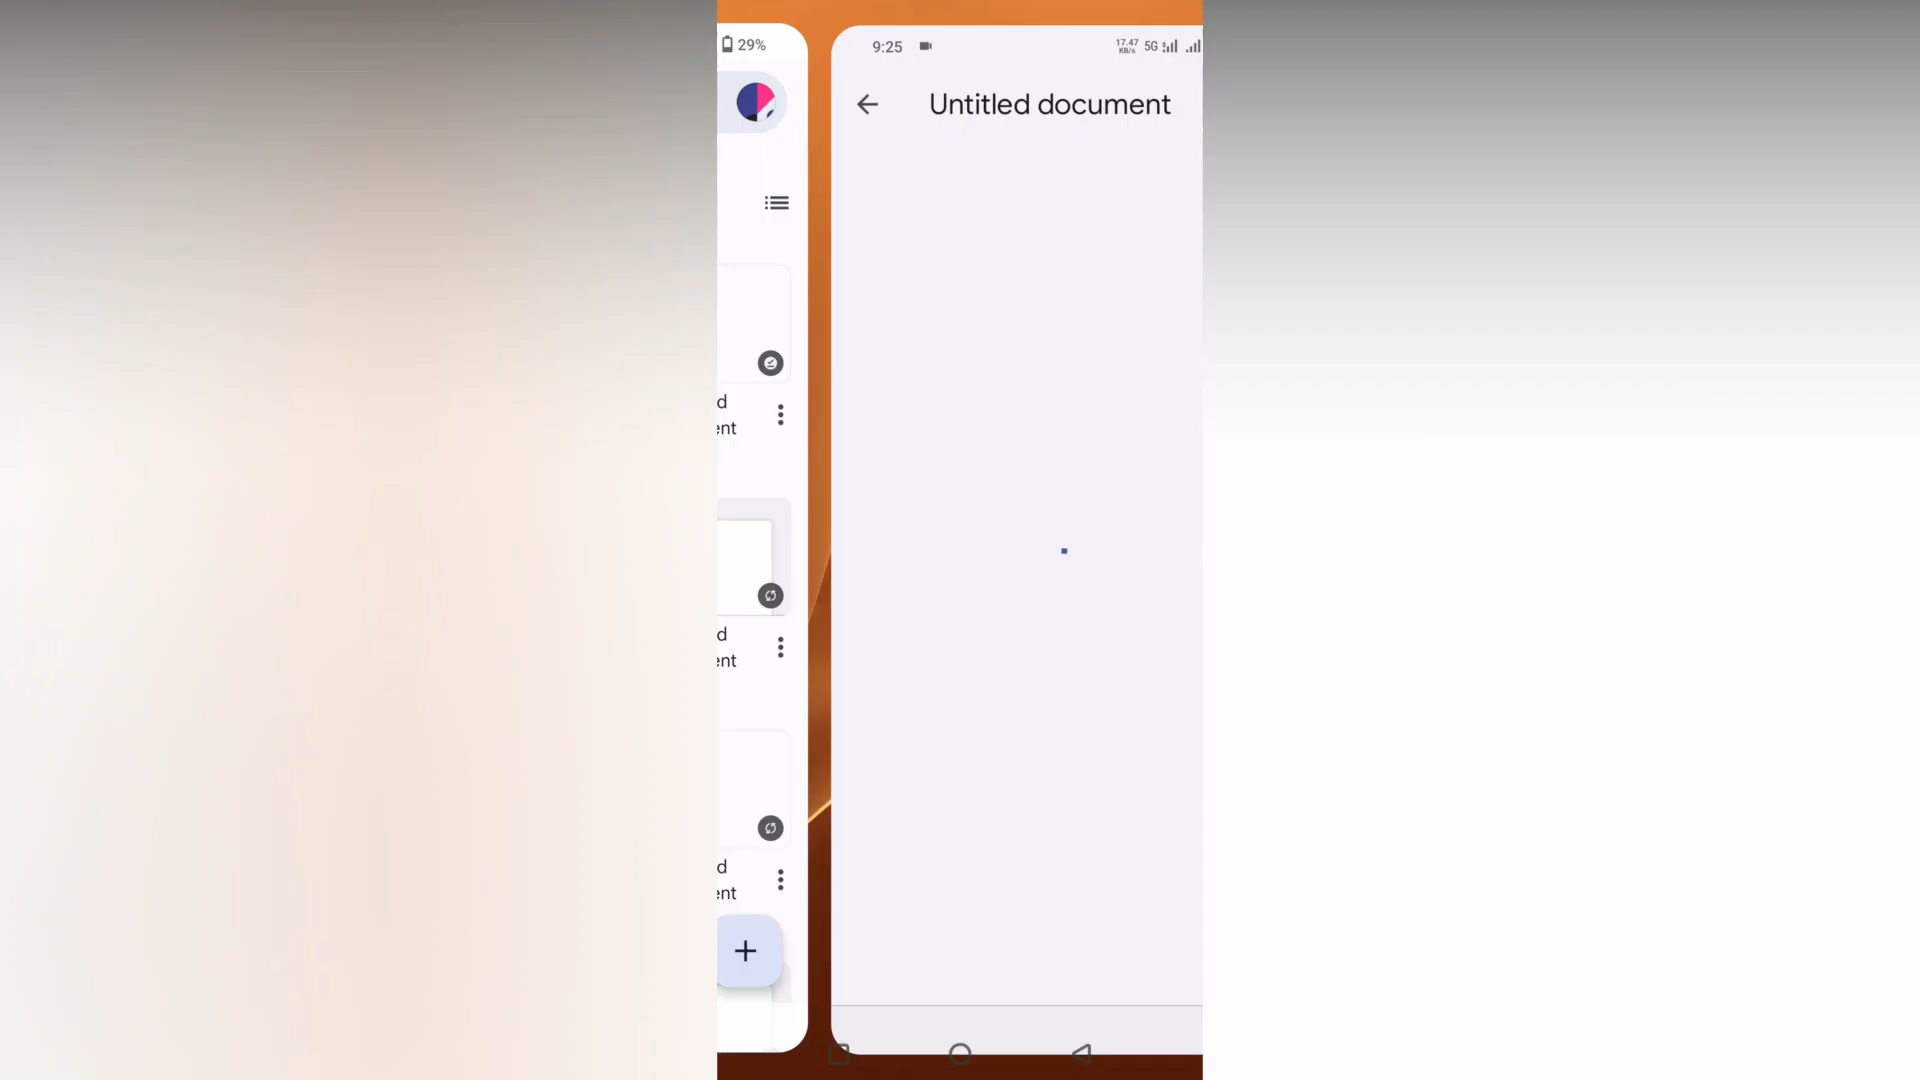 29%
d
ent
d
ent
d
ent
9:25
17.47
KB/s
5G
Untitled document